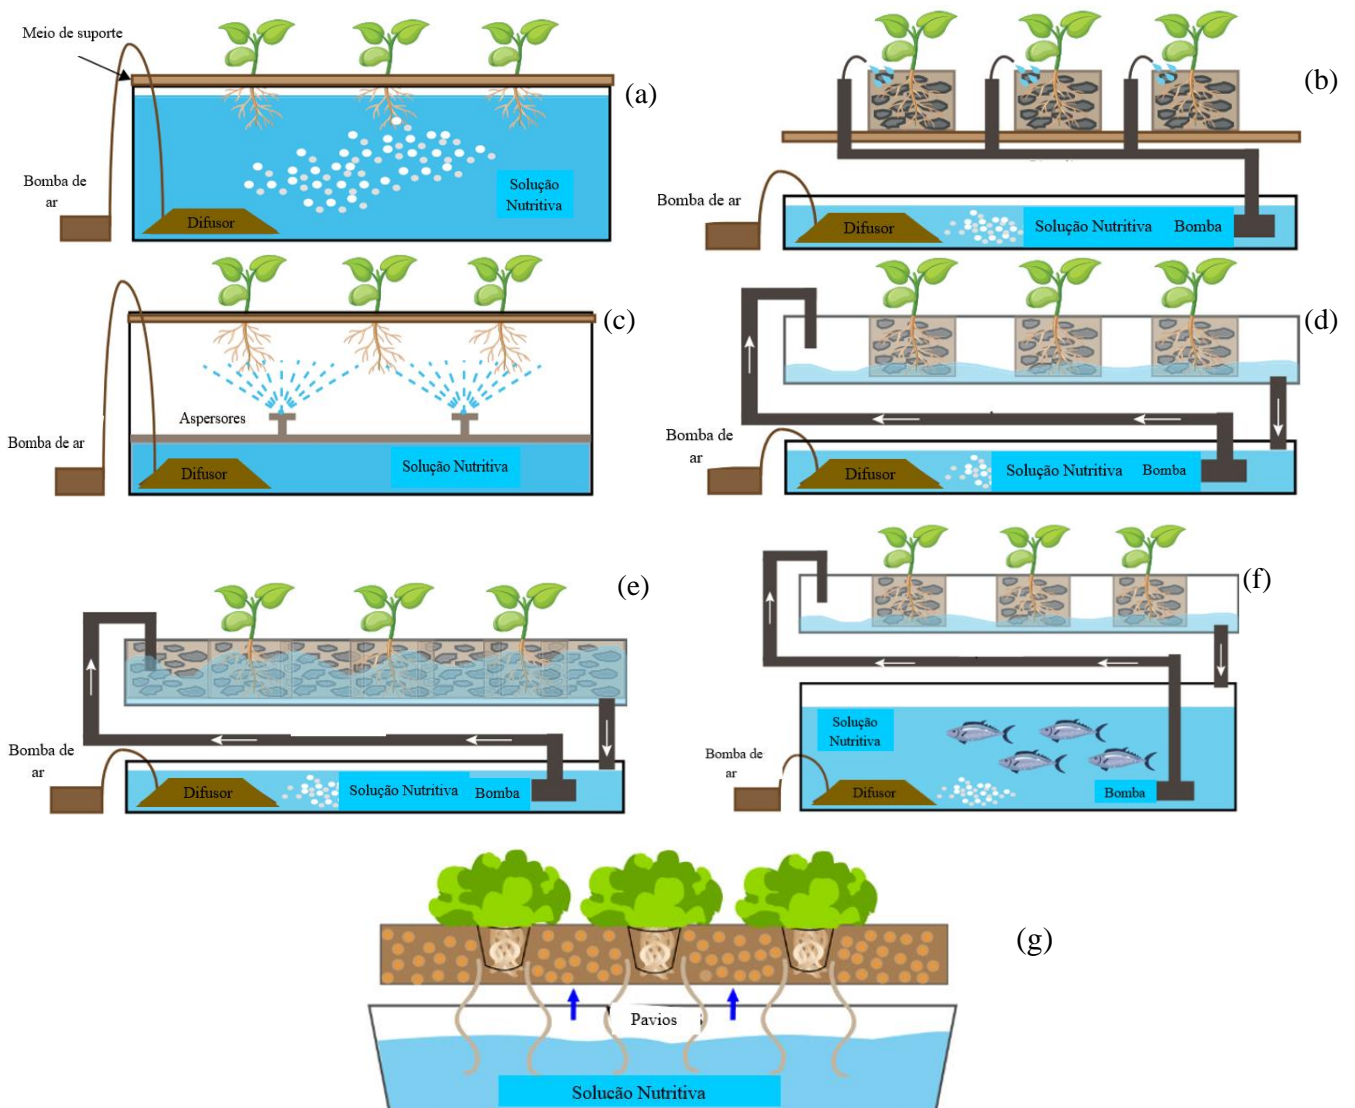 Meio de suporte
Bomba de
ar
Difusor
Solução
Nutritiva
(a)
Bomba de ar
Difusor
Solução Nutritiva
Bomba
(b)
Bomba de ar
Aspersores
Difusor
Solução Nutritiva
(c)
Bomba de
ar
Difusor
Solução Nutritiva
Bomba
(d)
Bomba de
ar
Difusor
Solução Nutritiva
Bomba
(e)
Solução
Nutritiva
Bomba de
ar
Difusor
Bomba
(f)
Pavios
Solucão Nutritiva
(g)